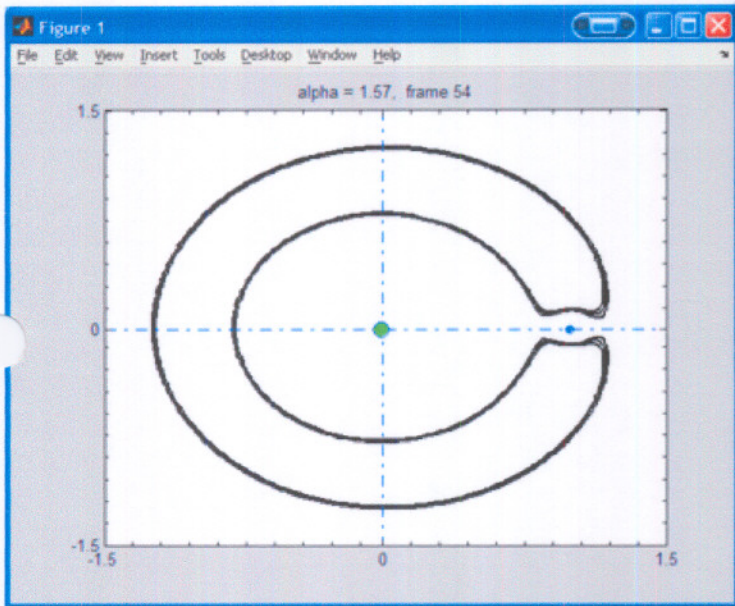 Figure 1
File Edit View Insert Tools Desktop Window Help
alpha = 1.57, frame 54
1.5
0
-1.5
-1.5 0 1.5